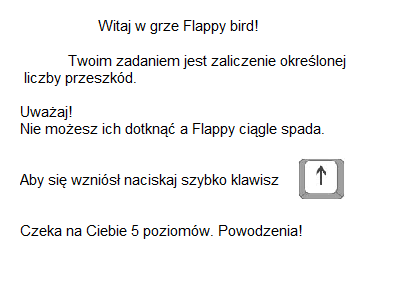 Witaj w grze Flappy bird!
Twoim zadaniem jest zaliczenie określonej
liczby przeszkód.
Uważaj!
Nie możesz ich dotknąć a Flappy ciągle spada.
Aby się wzniósł naciskaj szybko klawisz ↑
Czeka na Ciebie 5 poziomów. Powodzenia!